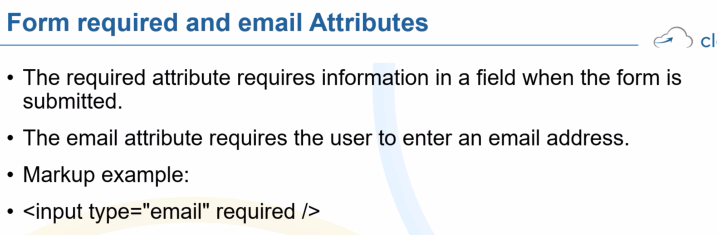 Form required and email Attributes
cl
• The required attribute requires information in a field when the form is
submitted.
• The email attribute requires the user to enter an email address.
• Markup example:
• <input type="email" required />